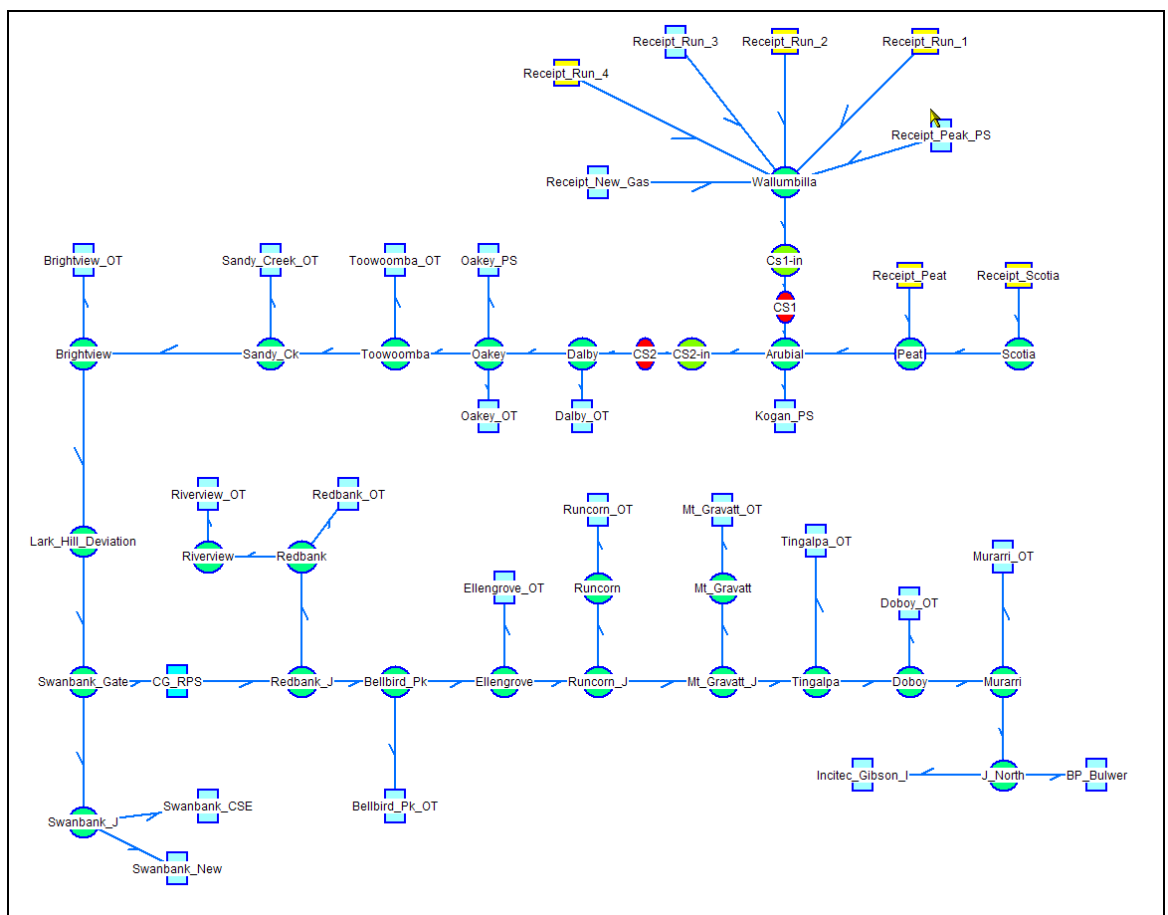 Receipt_Run_3
Receipt_Run_2
Receipt_Run_1
Receipt_Run_4
Receipt_Peak_PS
Receipt_New_Gas
Wallumbilla
Brightview_OT
Sandy_Creek_OT
Toowoomba_OT
Oakey_PS
Cs1-in
Receipt_Peat
Receipt_Scotia
CS1
Brightview
Sandy_Ck
Toowoomba
Oakey
Dalby
CS2
CS2-in
Arubial
Peat
Scotia
Oakey_OT
Dalby_OT
Kogan_PS
Riverview_OT
Redbank_OT
Runcorn_OT
Mt_Gravatt_OT
Tingalpa_OT
Lark_Hill_Deviation
Riverview
Redbank
Murarri_OT
Ellengrove_OT
Runcorn
Mt_Gravatt
Doboy_OT
Swanbank_Gate
CG_RPS
Redbank_J
Bellbird_Pk
Ellengrove
Runcorn_J
Mt_Gravatt_J
Tingalpa
Doboy
Murarri
Incitec_Gibson_I
J_North
BP_Bulwer
Swanbank_CSE
Bellbird_Pk_OT
Swanbank_J
Swanbank_New